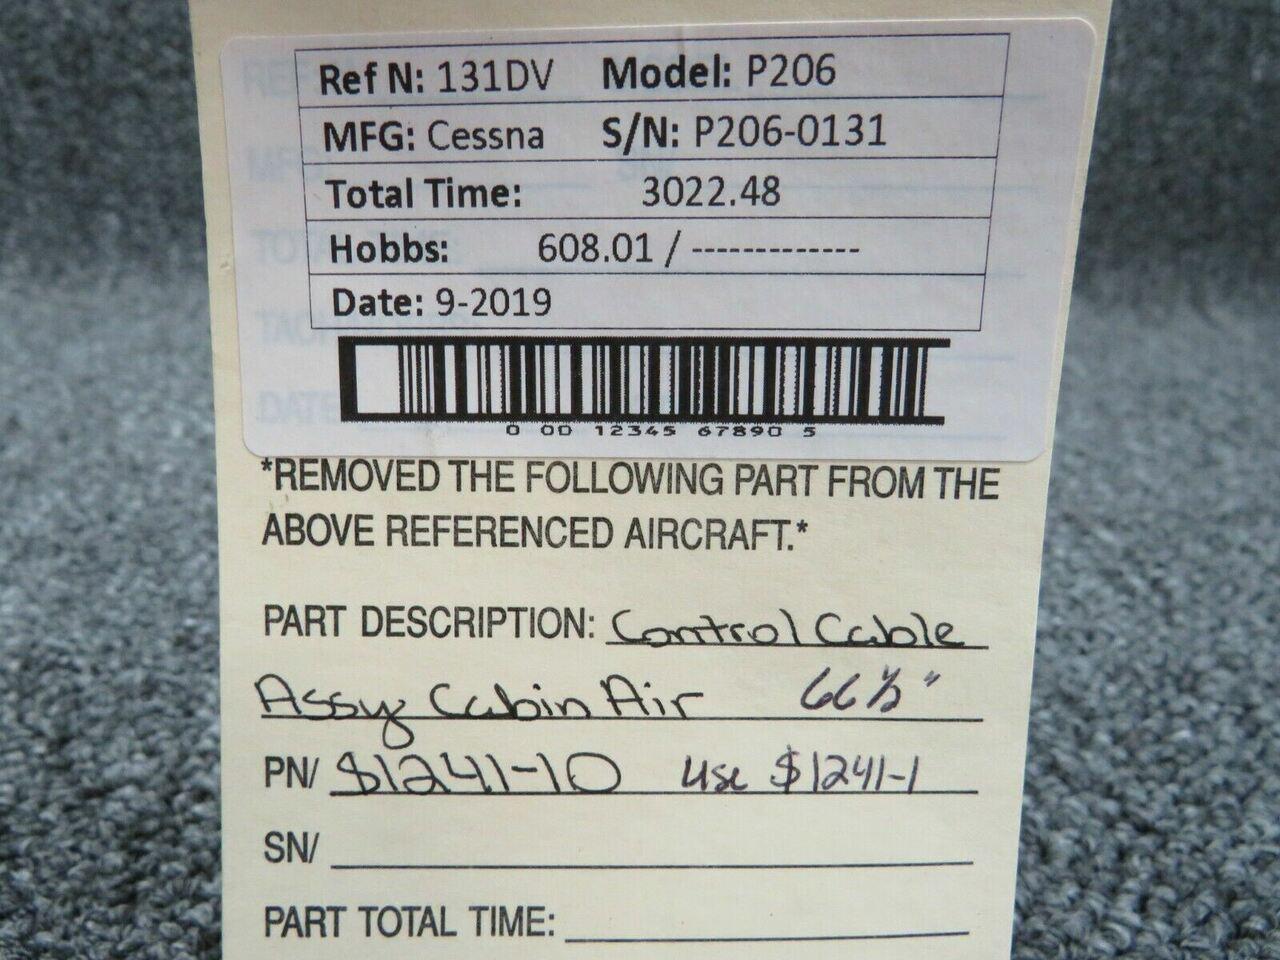 Ref N: 131DV Model: P206
MFG: Cessna S/N: P206-0131
Total Time: 3022.48
Hobbs: 608.01 / -------------
Date: 9-2019
0 00 12345 67890 5
*REMOVED THE FOLLOWING PART FROM THE
ABOVE REFERENCED AIRCRAFT.*
PART DESCRIPTION: Control Cable
Assy Cabin Air 66½"
PN/ $1241-10 use $1241-1
SN/
PART TOTAL TIME: